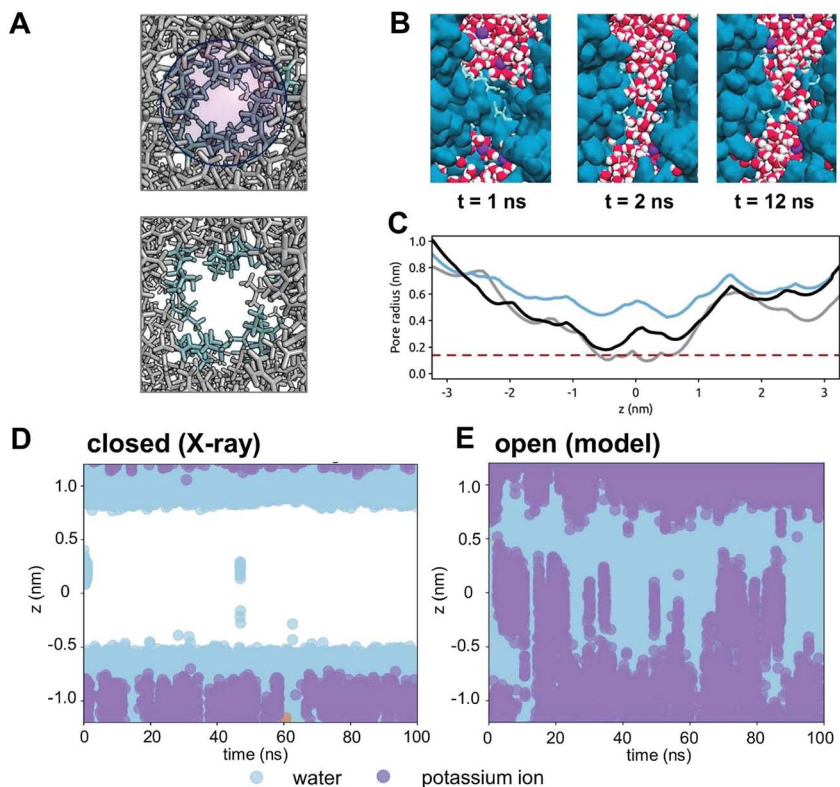 A
B
t = 1 ns
t = 2 ns
t = 12 ns
C
Pore radius (nm)
1.0
0.8
0.6
0.4
0.2
0.0
-3
-2
-1
0
1
2
3
z (nm)
D closed (X-ray)
z (nm)
1.0
0.5
0
-0.5
-1.0
0
20
40
60
80
100
time (ns)
E open (model)
z (nm)
1.0
0.5
0
-0.5
-1.0
0
20
40
60
80
100
time (ns)
water
potassium ion